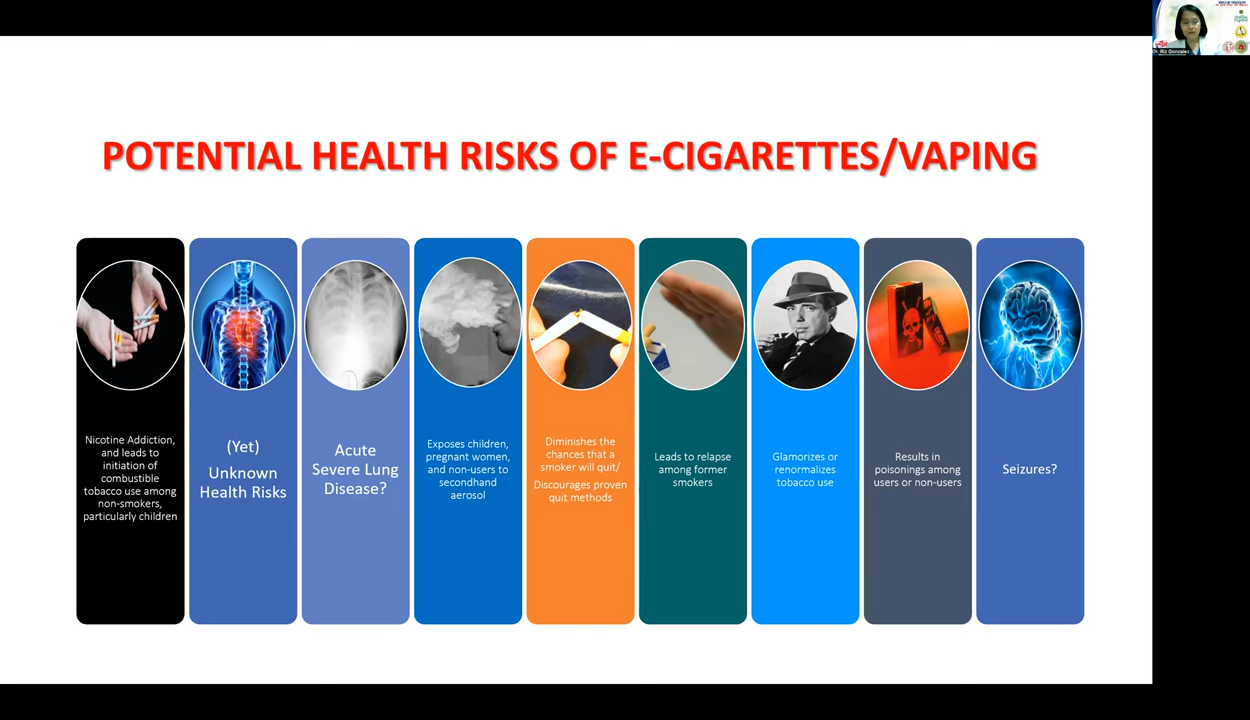 POTENTIAL HEALTH RISKS OF E-CIGARETTES/VAPING
Nicotine Addiction,
and leads to
initiation of
combustible
tobacco use among
non-smokers,
particularly children
(Yet)
Unknown
Health Risks
Acute
Severe Lung
Disease?
Exposes children,
pregnant women,
and non-users to
secondhand
aerosol
Diminishes the
chances that a
smoker will quit/
Discourages proven
quit methods
Leads to relapse
among former
smokers
Glamorizes or
renormalizes
tobacco use
Results in
poisonings among
users or non-users
Seizures?
Dr. Riz Gonzalez